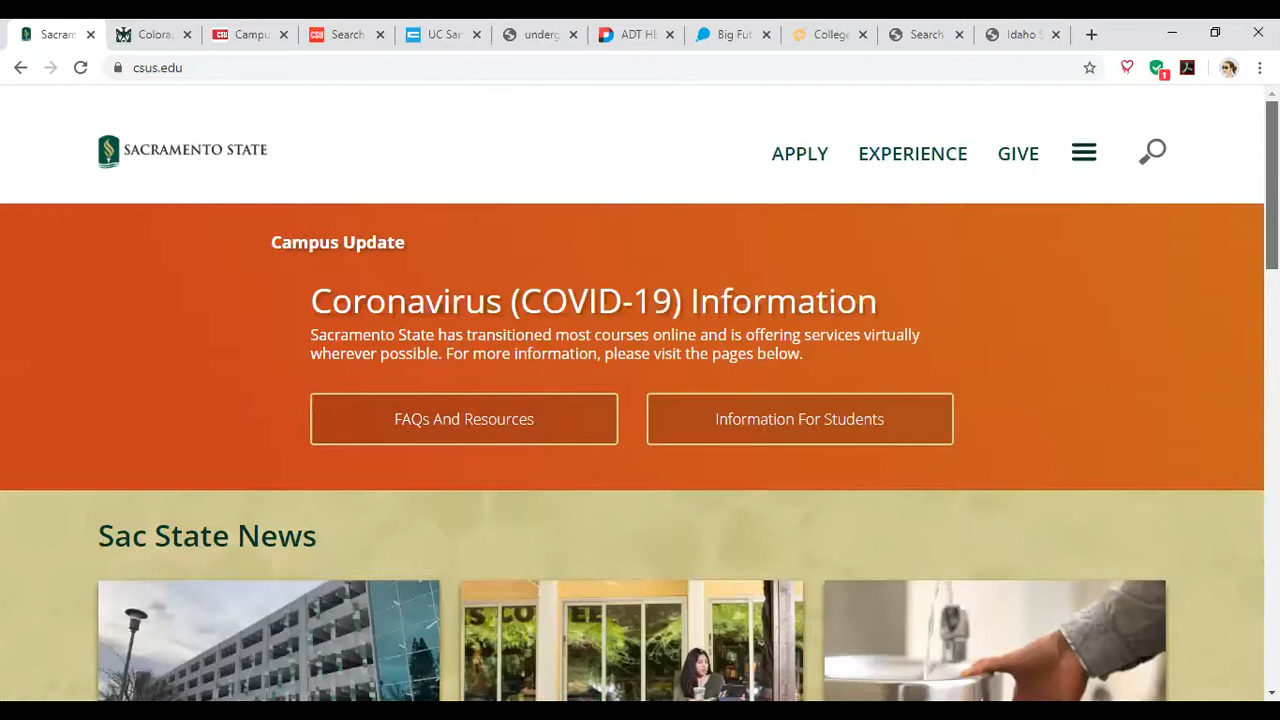 Sacram
Colora
Campu
Search
UC Sar
underg
ADT HE
Big Fut
College
Search
Idaho S
csus.edu
1
SACRAMENTO STATE
APPLY
EXPERIENCE
GIVE
Campus Update
Coronavirus (COVID-19) Information
Sacramento State has transitioned most courses online and is offering services virtually
wherever possible. For more information, please visit the pages below.
FAQs And Resources
Information For Students
Sac State News